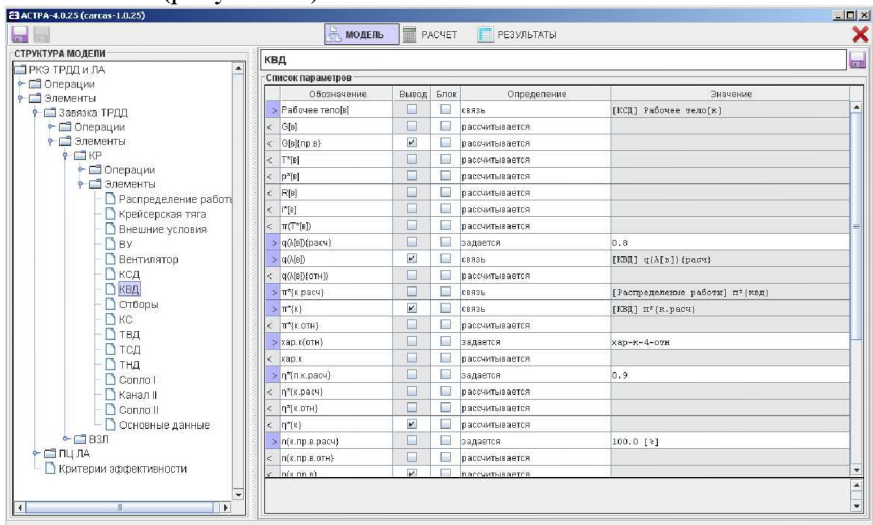 АСТРА-4.0.25 (carcas-1.0.25)
МОДЕЛЬ РАСЧЕТ РЕЗУЛЬТАТЫ
СТРУКТУРА МОДЕЛИ
РКЭ ТРДД и ЛА
Операции
Элементы
Завязка ТРДД
Операции
Элементы
КР
Операции
Элементы
Распределение работ
Крейсерская тяга
Внешние условия
ВУ
Вентилятор
КСД
КВД
Отборы
КС
ТВД
ТСД
ТНД
Сопло I
Канал II
Сопло II
Основные данные
ВЗЛ
ПЦ ЛА
Критерии эффективности
КВД
Список параметров
Обозначение Вывод Блок Определение Значение
> Рабочее тело[в] связь [КСД] Рабочее тело[к]
< G[в] рассчитывается
< G[в]{пр.в} рассчитывается
< T*[в] рассчитывается
< p*[в] рассчитывается
< R[в] рассчитывается
< i*[в] рассчитывается
< π(T*[в]) рассчитывается
> q(λ[в]){расч} задается 0.8
> q(λ[в]) связь [КВД] q(λ[в]){расч}
< q(λ[в]){отн} рассчитывается
> π*{к.расч} связь [Распределение работы] π*{квд}
> π*{к} связь [КВД] π*{к.расч}
< π*{к.отн} рассчитывается
> хар.к{отн} задается хар-к-4-отн
< хар.к рассчитывается
> η*{п.к.расч} задается 0.9
< η*{к.расч} рассчитывается
< η*{к.отн} рассчитывается
< η*{к} рассчитывается
> n{к.пр.в.расч} задается 100.0 [%]
< n{к.пр.в.отн} рассчитывается
< n{к.пр.в} рассчитывается